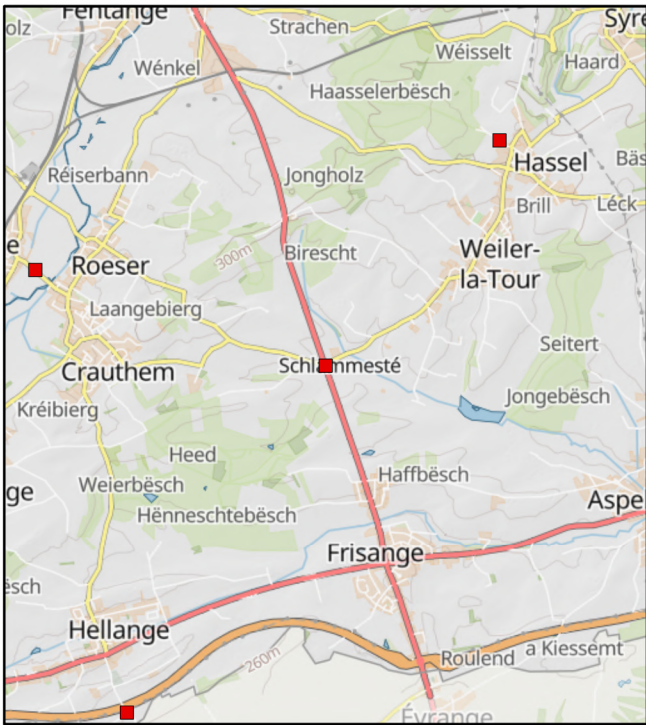 Fentange
Strachen
Syre
olz
Wénkel
Wéisselt
Haard
Haasselerbësch
Hassel
Bäs
Réiserbann
Jongholz
Brill
Léck
300m
e
Roeser
Birescht
Weiler-
la-Tour
Laangebierg
Schlammesté
Seitert
Crauthem
Jongebësch
Kréibierg
Heed
Haffbësch
Weierbësch
ge
Aspe
Hënneschtebësch
Frisange
ësch
Hellange
260m
Roulend
a Kiessemt
Évrange